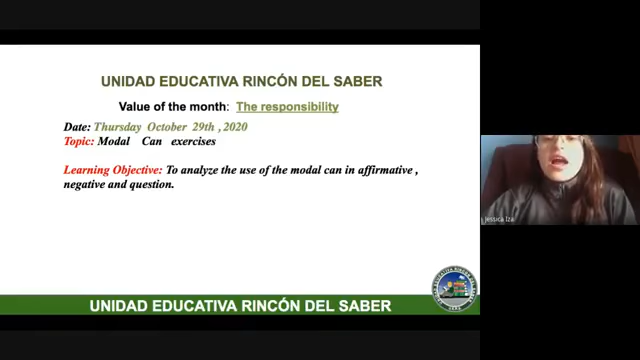 UNIDAD EDUCATIVA RINCÓN DEL SABER
Value of the month: The responsibility
Date: Thursday October 29th , 2020
Topic: Modal Can exercises
Learning Objective: To analyze the use of the modal can in affirmative ,
negative and question.
UNIDAD EDUCATIVA RINCÓN DEL SABER
Jessica Iza